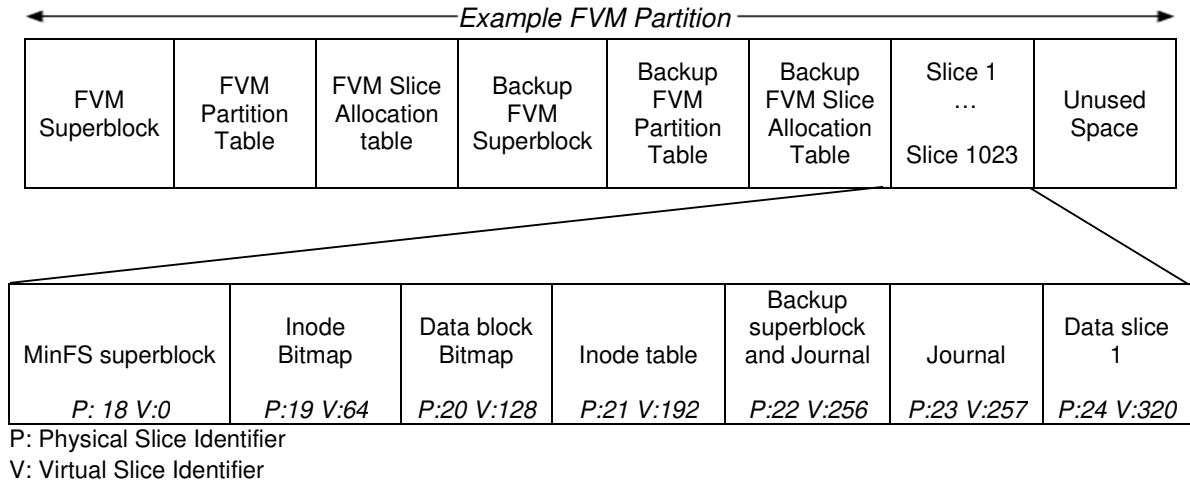 Example FVM Partition
FVM
Superblock
FVM
Partition
Table
FVM Slice
Allocation
table
Backup
FVM
Superblock
Backup
FVM
Partition
Table
Backup
FVM Slice
Allocation
Table
Slice 1
…
Slice 1023
Unused
Space
MinFS superblock
P: 18 V:0
Inode
Bitmap
P:19 V:64
Data block
Bitmap
P:20 V:128
Inode table
P:21 V:192
Backup
superblock
and Journal
P:22 V:256
Journal
P:23 V:257
Data slice
1
P:24 V:320
P: Physical Slice Identifier
V: Virtual Slice Identifier